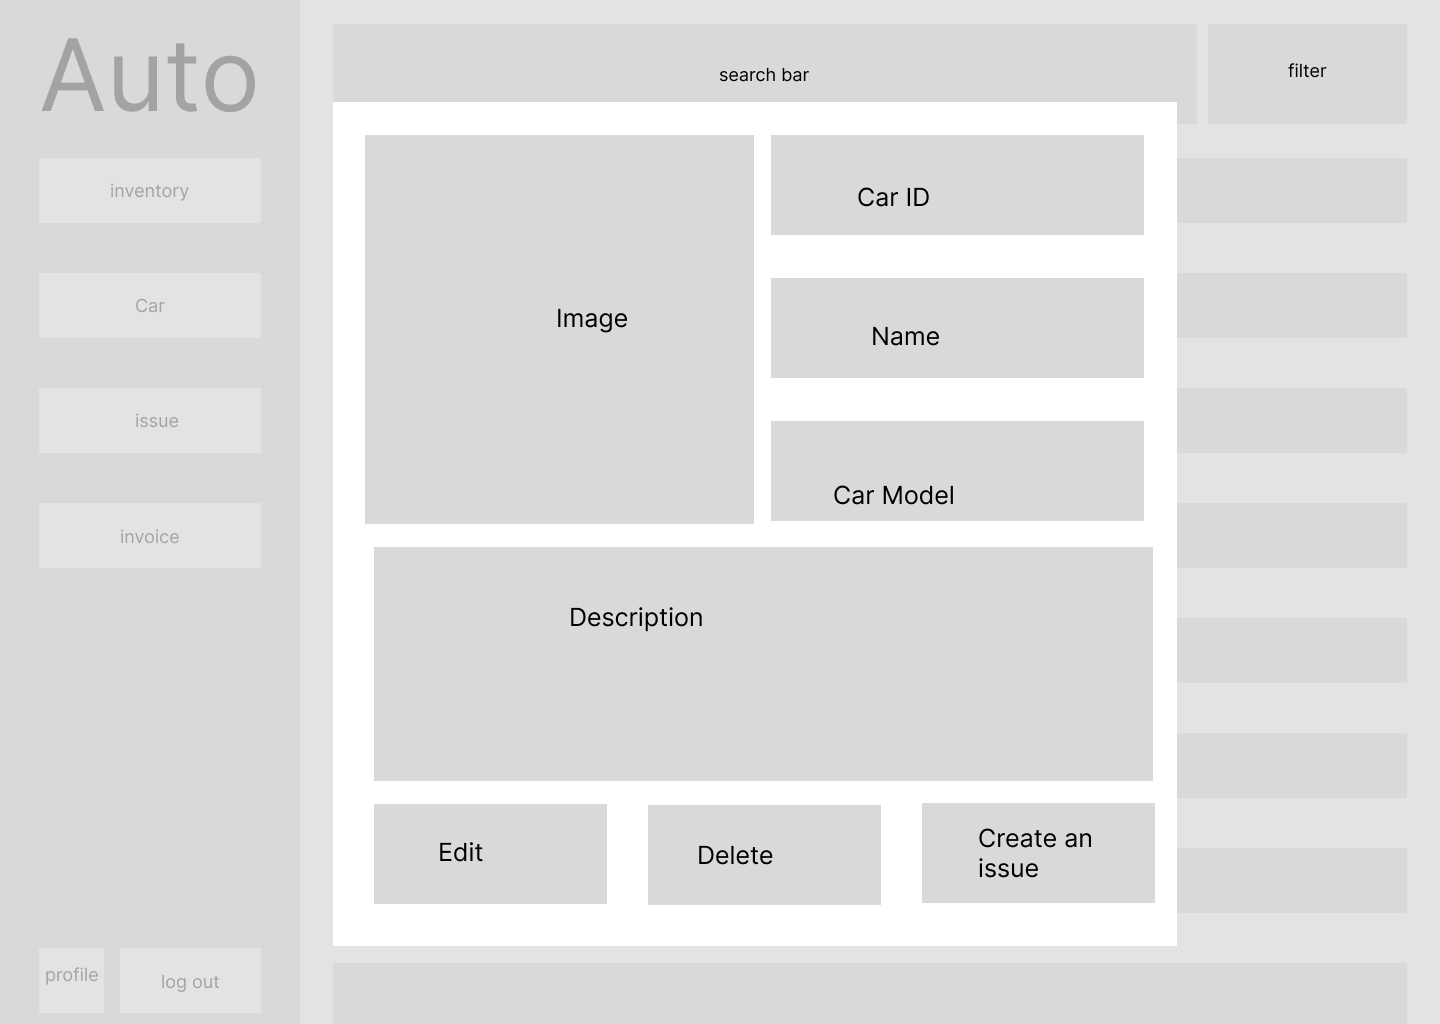 Auto
inventory
Car
issue
invoice
profile
log out
search bar
filter
Image
Car ID
Name
Car Model
Description
Edit
Delete
Create an
issue